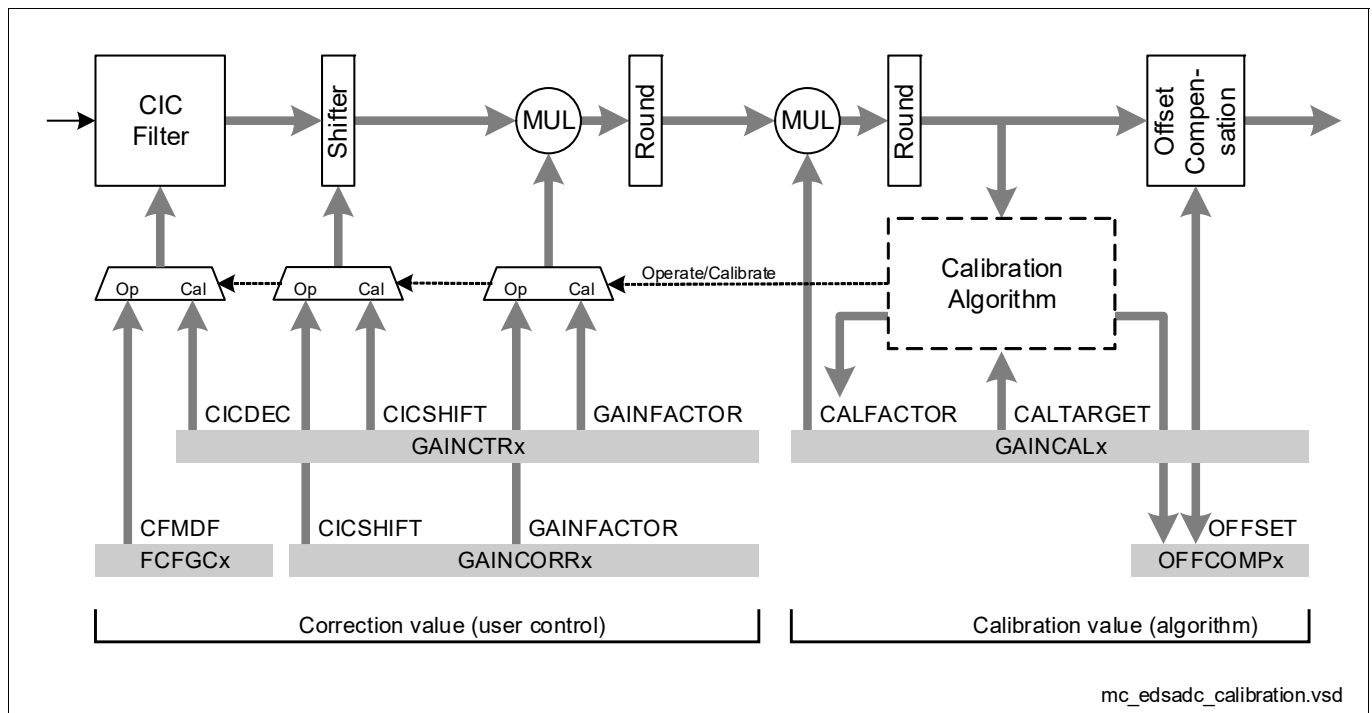 CIC
Filter
Shifter
MUL
Round
MUL
Round
Offset
Compen-
sation
Op Cal
Op Cal
Op Cal
Operate/Calibrate
Calibration
Algorithm
CICDEC
CICSHIFT
GAINFACTOR
CALFACTOR
CALTARGET
GAINCTRx
GAINCALx
CFMDF
CICSHIFT
GAINFACTOR
OFFSET
FCFGCx
GAINCORRx
OFFCOMPx
Correction value (user control)
Calibration value (algorithm)
mc_edsadc_calibration.vsd